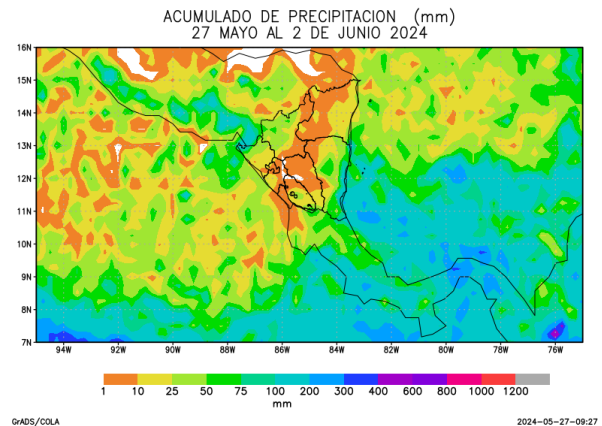 ACUMULADO DE PRECIPITACION (mm)
27 MAYO AL 2 DE JUNIO 2024
16N
15N
14N
13N
12N
11N
10N
9N
8N
7N
94W 92W 90W 88W 86W 84W 82W 80W 78W 76W
1 10 25 50 75 100 200 300 400 600 800 1000 1200
mm
GrADS/COLA 2024-05-27-09:27